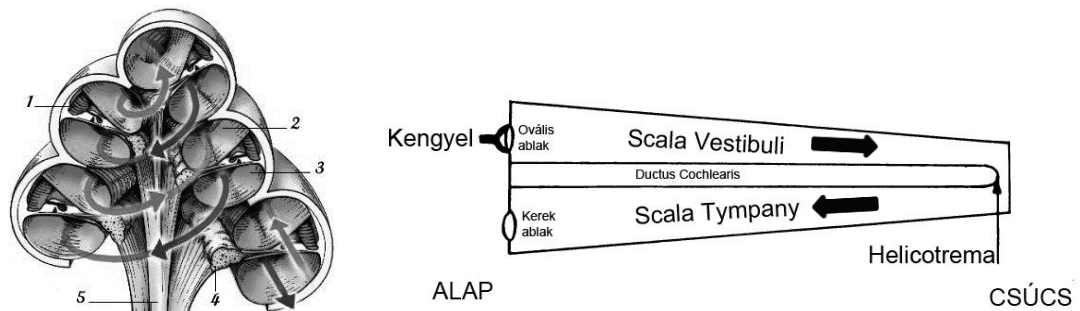 1
2
3
4
5
Kengyel
Ovális
ablak
Scala Vestibuli
Ductus Cochlearis
Kerek
ablak
Scala Tympany
Helicotrema
ALAP
CSÚCS